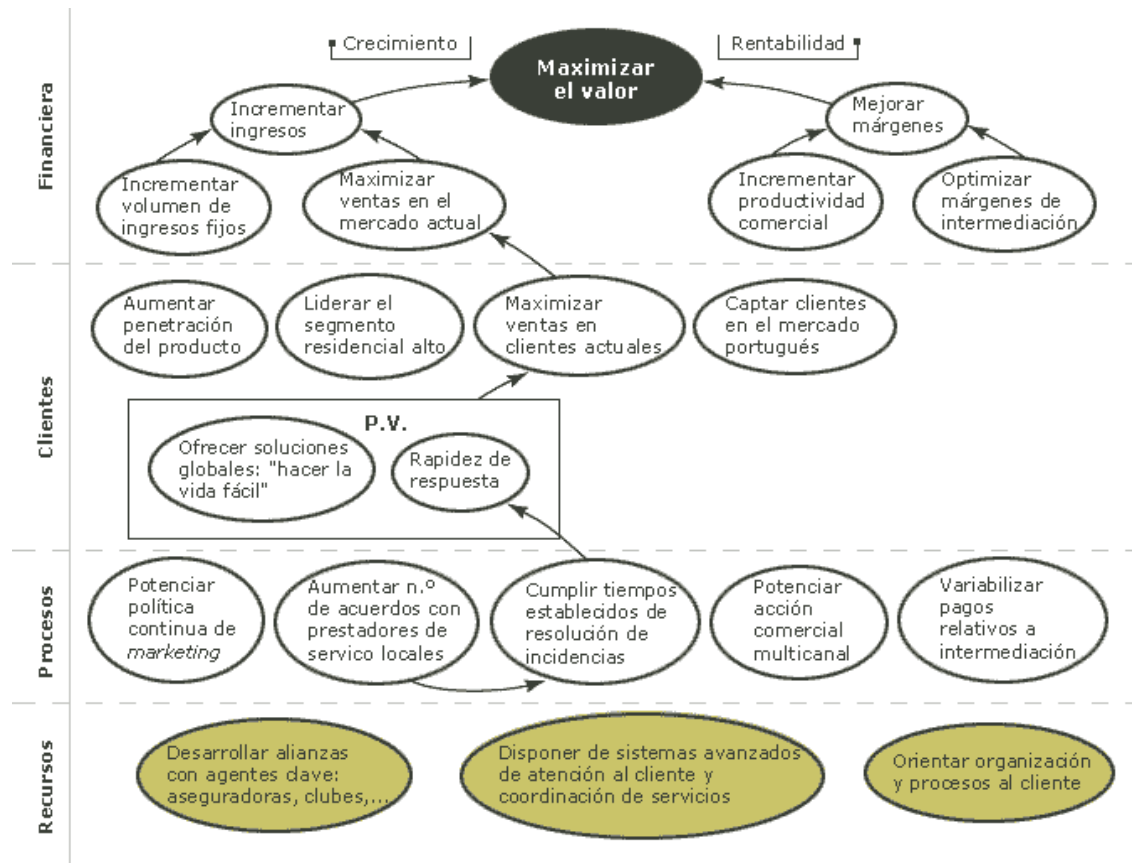 Financiera
Crecimiento
Rentabilidad
Maximizar
el valor
Incrementar
ingresos
Mejorar
márgenes
Incrementar
volumen de
ingresos fijos
Maximizar
ventas en el
mercado actual
Incrementar
productividad
comercial
Optimizar
márgenes de
intermediación
Clientes
Aumentar
penetración
del producto
Liderar el
segmento
residencial alto
Maximizar
ventas en
clientes actuales
Captar clientes
en el mercado
portugués
P.V.
Ofrecer soluciones
globales: "hacer la
vida fácil"
Rapidez de
respuesta
Procesos
Potenciar
política
continua de
marketing
Aumentar n.º
de acuerdos con
prestadores de
servico locales
Cumplir tiempos
establecidos de
resolución de
incidencias
Potenciar
acción
comercial
multicanal
Variabilizar
pagos
relativos a
intermediación
Recursos
Desarrollar alianzas
con agentes clave:
aseguradoras, clubes,...
Disponer de sistemas avanzados
de atención al cliente y
coordinación de servicios
Orientar organización
y procesos al cliente